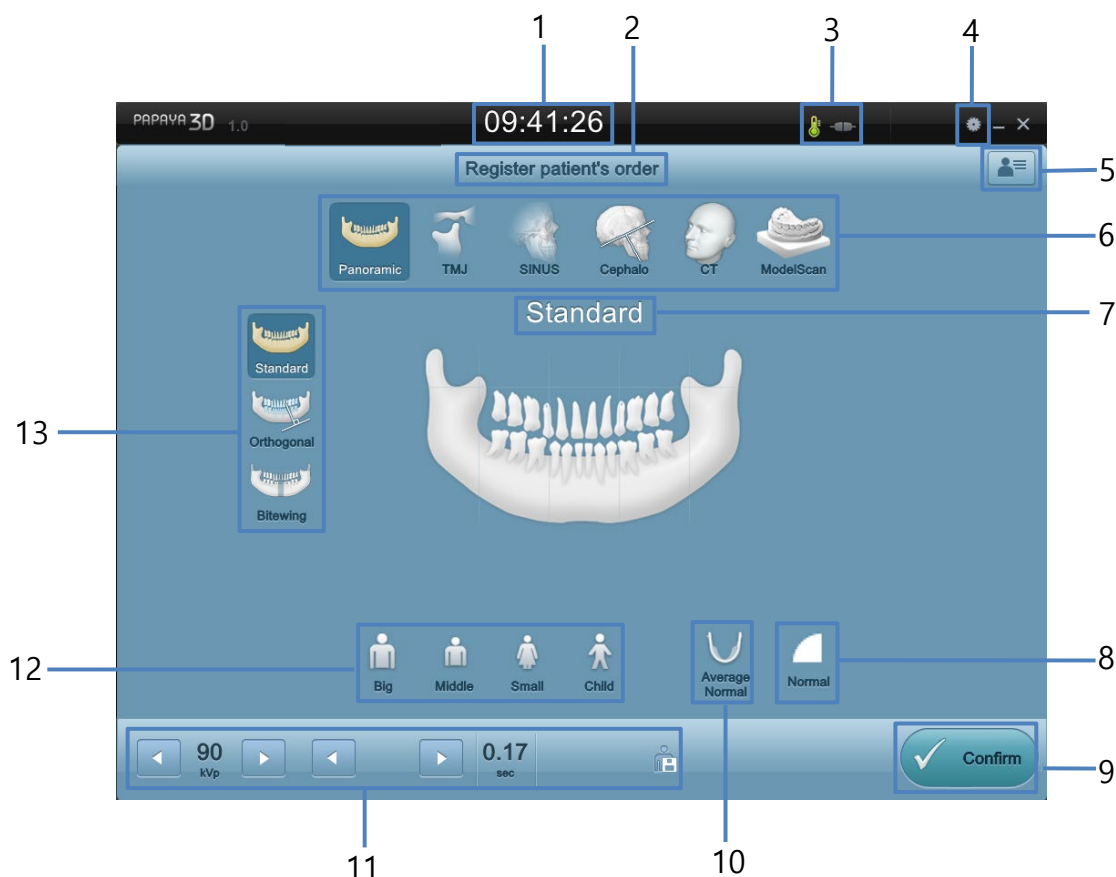 1
2
3
4
PAPAYA 3D 1.0
09:41:26
Register patient's order
5
Panoramic
TMJ
SINUS
Cephalo
CT
ModelScan
6
Standard
7
Standard
Orthogonal
Bitewing
13
12
Big
Middle
Small
Child
Average
Normal
Normal
8
90
kVp
0.17
sec
Confirm
9
11
10